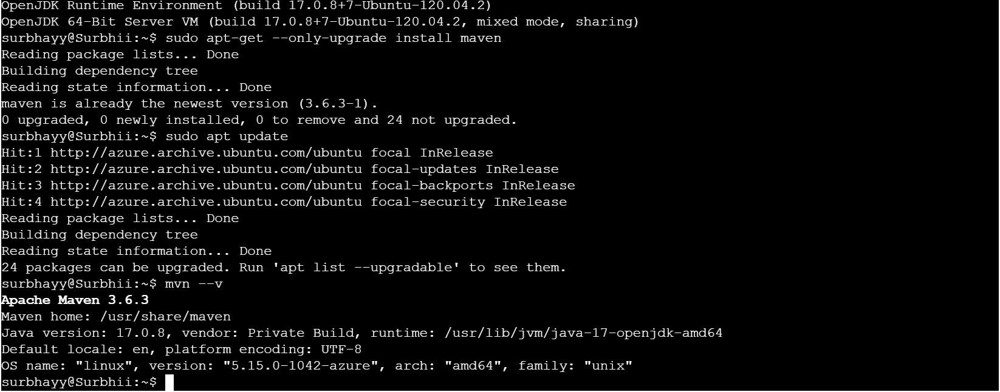 OpenJDK Runtime Environment (build 17.0.8+7-Ubuntu-120.04.2)
OpenJDK 64-Bit Server VM (build 17.0.8+7-Ubuntu-120.04.2, mixed mode, sharing)
surbhayy@Surbhii:~$ sudo apt-get --only-upgrade install maven
Reading package lists... Done
Building dependency tree
Reading state information... Done
maven is already the newest version (3.6.3-1).
0 upgraded, 0 newly installed, 0 to remove and 24 not upgraded.
surbhayy@Surbhii:~$ sudo apt update
Hit:1 http://azure.archive.ubuntu.com/ubuntu focal InRelease
Hit:2 http://azure.archive.ubuntu.com/ubuntu focal-updates InRelease
Hit:3 http://azure.archive.ubuntu.com/ubuntu focal-backports InRelease
Hit:4 http://azure.archive.ubuntu.com/ubuntu focal-security InRelease
Reading package lists... Done
Building dependency tree
Reading state information... Done
24 packages can be upgraded. Run 'apt list --upgradable' to see them.
surbhayy@Surbhii:~$ mvn --v
Apache Maven 3.6.3
Maven home: /usr/share/maven
Java version: 17.0.8, vendor: Private Build, runtime: /usr/lib/jvm/java-17-openjdk-amd64
Default locale: en, platform encoding: UTF-8
OS name: "linux", version: "5.15.0-1042-azure", arch: "amd64", family: "unix"
surbhayy@Surbhii:~$